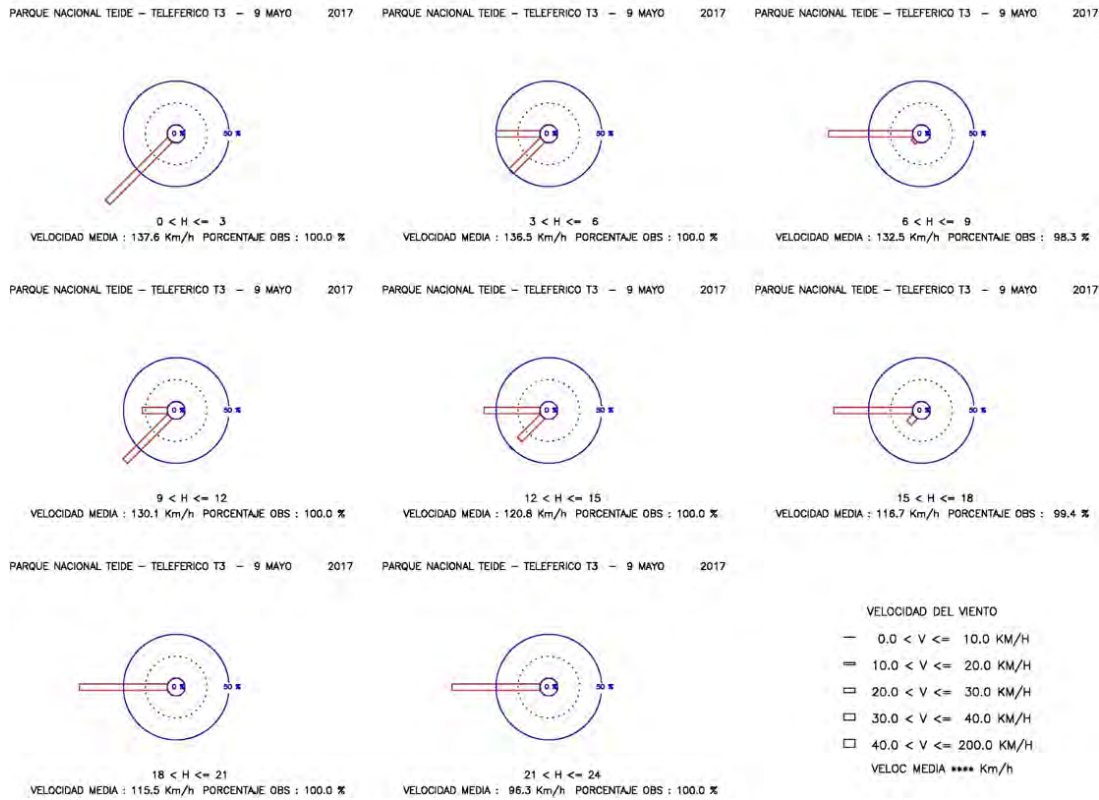 PARQUE NACIONAL TEIDE – TELEFERICO T3 – 9 MAYO 2017
0 %
50 %
0 < H <= 3
VELOCIDAD MEDIA : 137.6 Km/h PORCENTAJE OBS : 100.0 %
PARQUE NACIONAL TEIDE – TELEFERICO T3 – 9 MAYO 2017
0 %
50 %
3 < H <= 6
VELOCIDAD MEDIA : 136.5 Km/h PORCENTAJE OBS : 100.0 %
PARQUE NACIONAL TEIDE – TELEFERICO T3 – 9 MAYO 2017
0 %
50 %
6 < H <= 9
VELOCIDAD MEDIA : 132.5 Km/h PORCENTAJE OBS : 98.3 %
PARQUE NACIONAL TEIDE – TELEFERICO T3 – 9 MAYO 2017
0 %
50 %
9 < H <= 12
VELOCIDAD MEDIA : 130.1 Km/h PORCENTAJE OBS : 100.0 %
PARQUE NACIONAL TEIDE – TELEFERICO T3 – 9 MAYO 2017
0 %
50 %
12 < H <= 15
VELOCIDAD MEDIA : 120.8 Km/h PORCENTAJE OBS : 100.0 %
PARQUE NACIONAL TEIDE – TELEFERICO T3 – 9 MAYO 2017
0 %
50 %
15 < H <= 18
VELOCIDAD MEDIA : 116.7 Km/h PORCENTAJE OBS : 99.4 %
PARQUE NACIONAL TEIDE – TELEFERICO T3 – 9 MAYO 2017
0 %
50 %
18 < H <= 21
VELOCIDAD MEDIA : 115.5 Km/h PORCENTAJE OBS : 100.0 %
PARQUE NACIONAL TEIDE – TELEFERICO T3 – 9 MAYO 2017
0 %
50 %
21 < H <= 24
VELOCIDAD MEDIA : 96.3 Km/h PORCENTAJE OBS : 100.0 %
VELOCIDAD DEL VIENTO
0.0 < V <= 10.0 KM/H
10.0 < V <= 20.0 KM/H
20.0 < V <= 30.0 KM/H
30.0 < V <= 40.0 KM/H
40.0 < V <= 200.0 KM/H
VELOC MEDIA **** Km/h